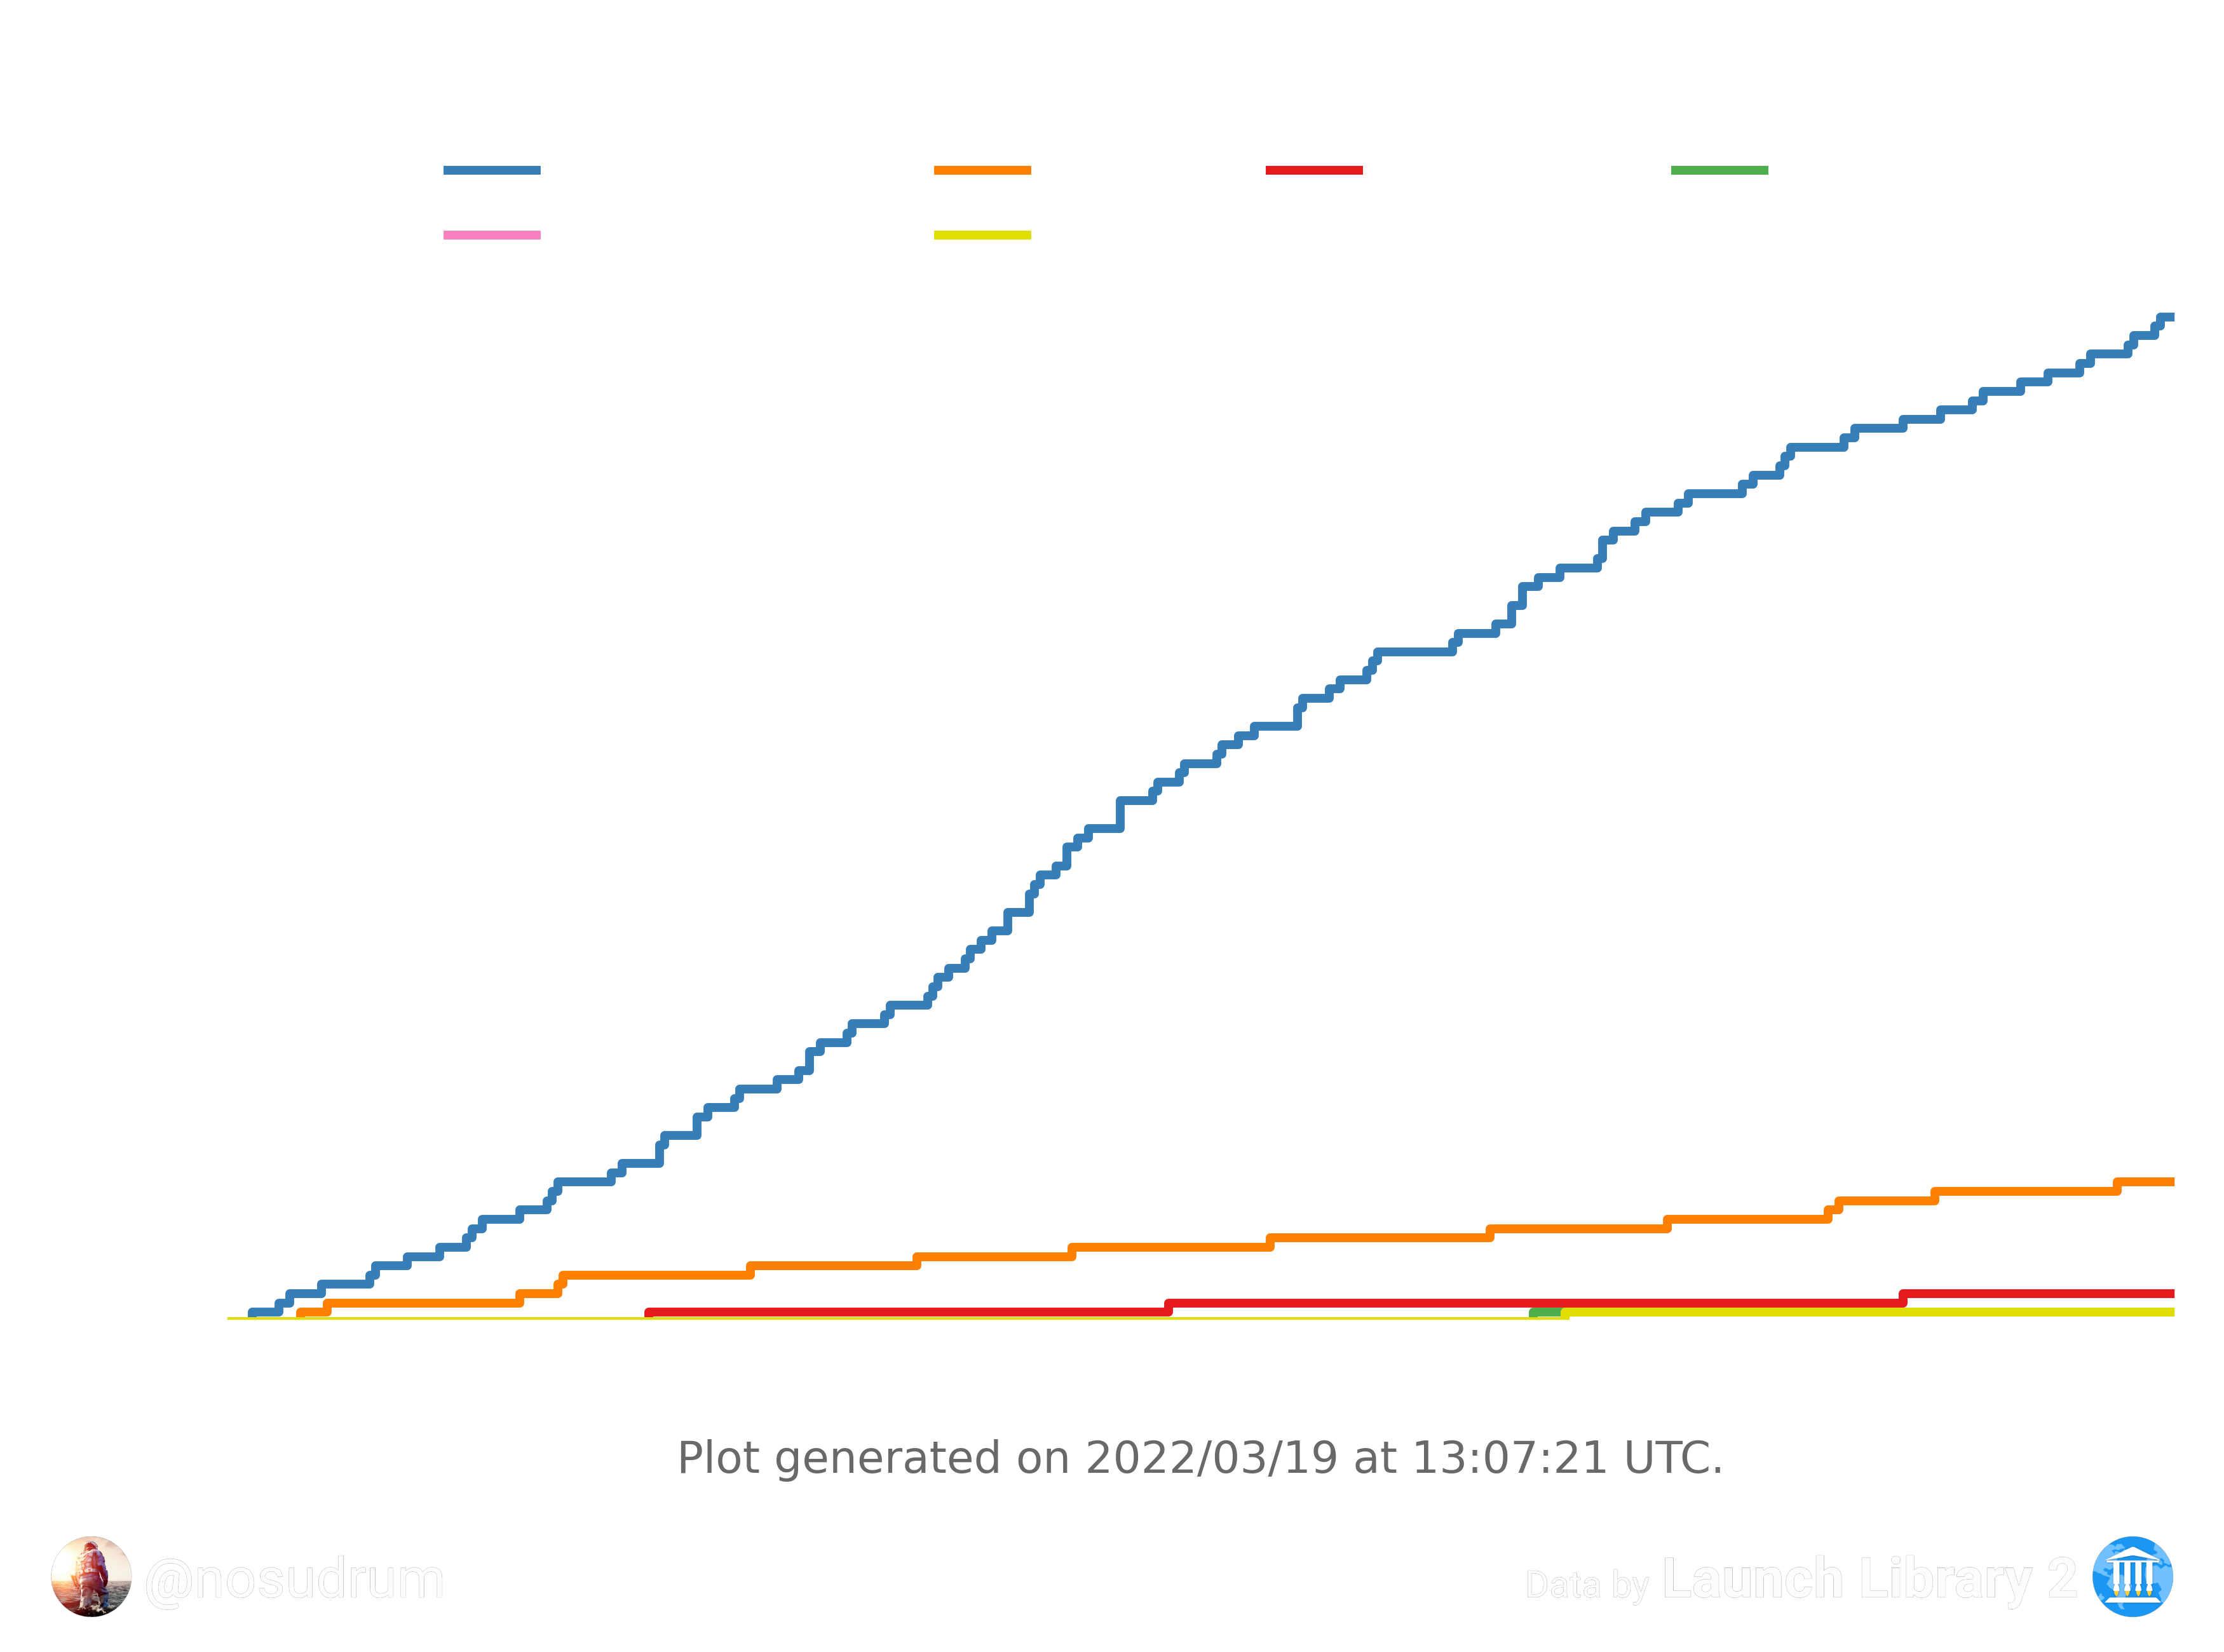 Plot generated on 2022/03/19 at 13:07:21 UTC.
@nosudrum
Data by Launch Library 2